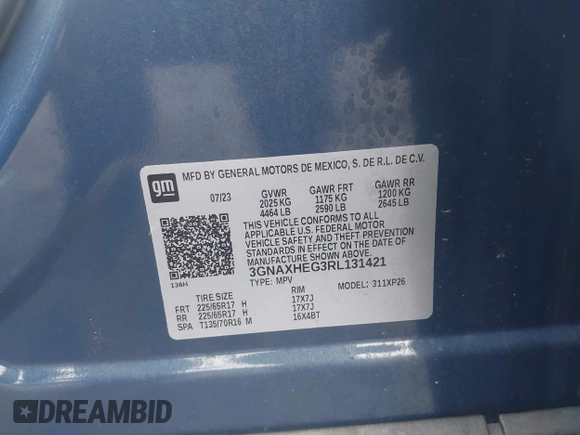 gm
MFD BY GENERAL MOTORS DE MEXICO, S. DE R.L. DE C.V.
07/23 GVWR GAWR FRT GAWR RR
2025 KG 1175 KG 1200 KG
4464 LB 2590 LB 2645 LB
THIS VEHICLE CONFORMS TO ALL
APPLICABLE U.S. FEDERAL MOTOR
VEHICLE SAFETY AND THEFT PREVENTION
STANDARDS IN EFFECT ON THE DATE OF
MANUFACTURE SHOWN ABOVE.
3GNAXHEG3RL131421
136H
TYPE: MPV MODEL: 311XP26
TIRE SIZE RIM
FRT 225/65R17 H 17X7J
RR 225/65R17 H 17X7J
SPA T135/70R16 M 16X4BT
DREAMBID